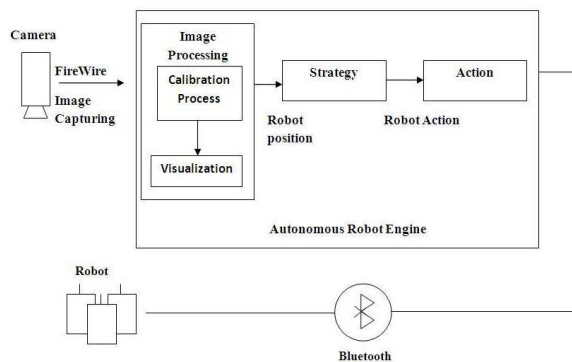 Camera
FireWire
Image
Capturing
Image
Processing
Calibration
Process
Visualization
Strategy
Robot
position
Action
Robot Action
Autonomous Robot Engine
Robot
Bluetooth